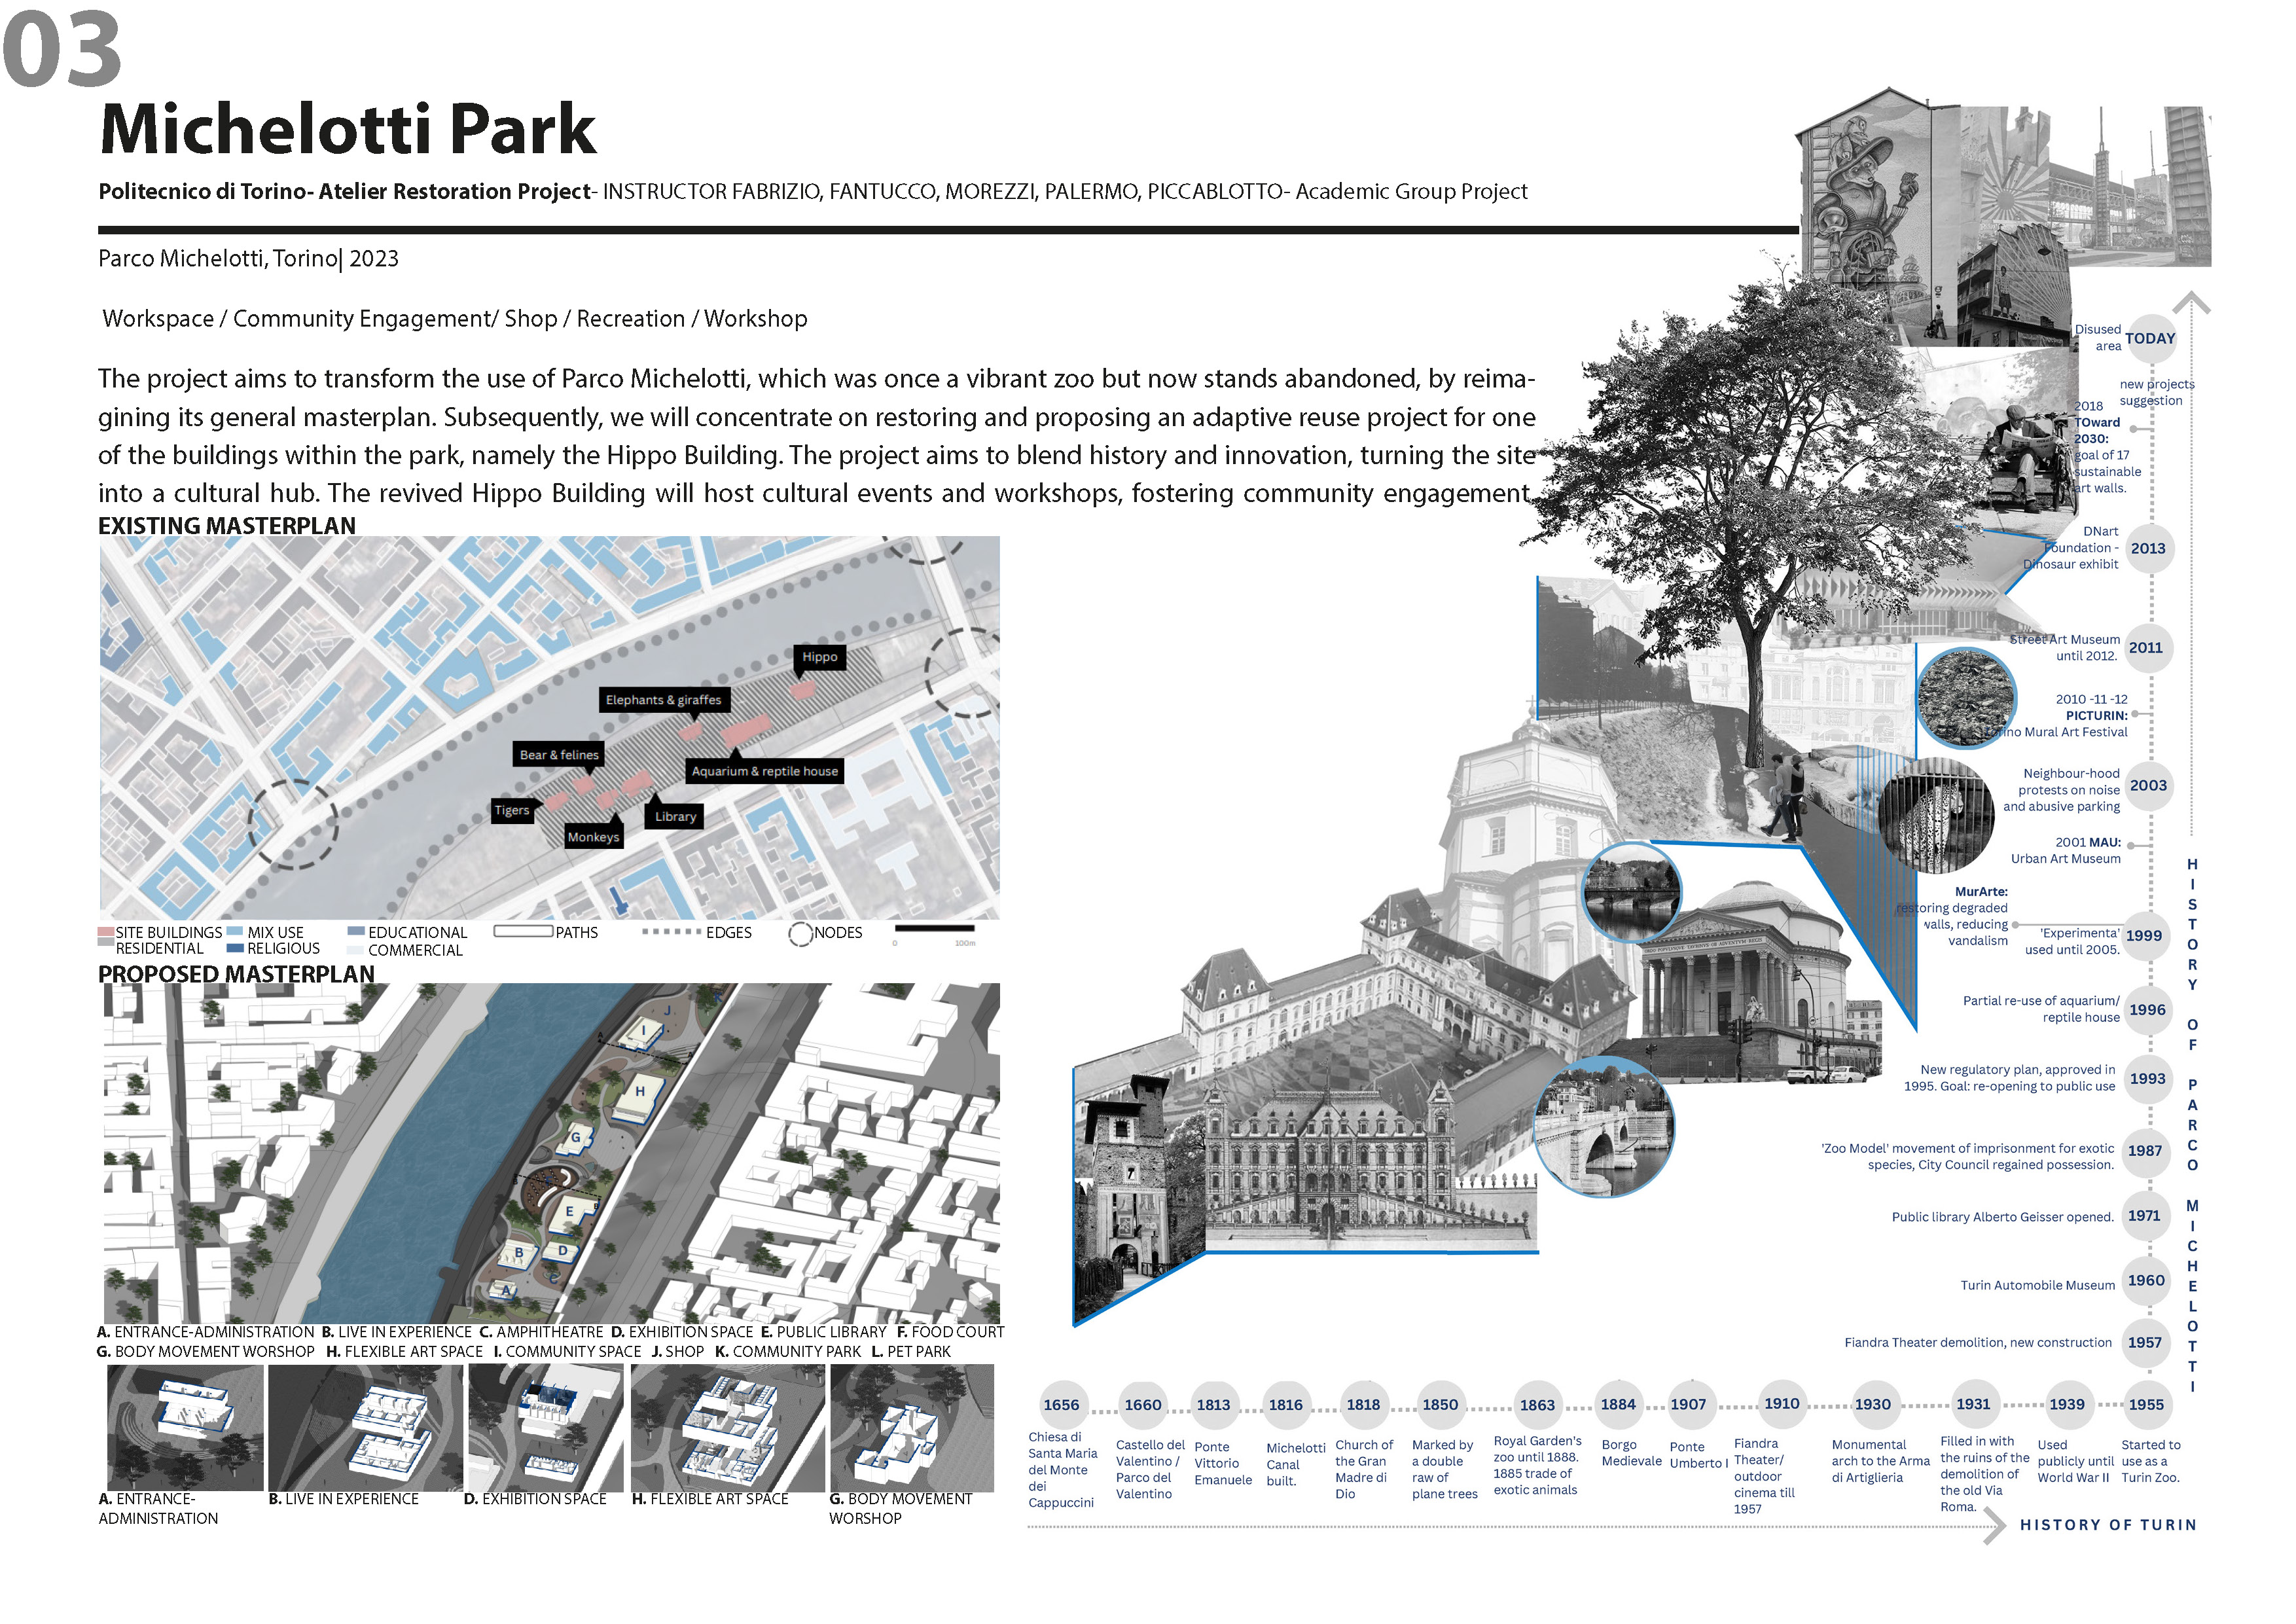 03
Michelotti Park
Politecnico di Torino- Atelier Restoration Project- INSTRUCTOR FABRIZIO, FANTUCCO, MOREZZI, PALERMO, PICCABLOTTO- Academic Group Project
Parco Michelotti, Torino| 2023
Workspace / Community Engagement/ Shop / Recreation / Workshop
The project aims to transform the use of Parco Michelotti, which was once a vibrant zoo but now stands abandoned, by reima-
gining its general masterplan. Subsequently, we will concentrate on restoring and proposing an adaptive reuse project for one
of the buildings within the park, namely the Hippo Building. The project aims to blend history and innovation, turning the site
into a cultural hub. The revived Hippo Building will host cultural events and workshops, fostering community engagement.
EXISTING MASTERPLAN
Hippo
Elephants & giraffes
Bear & felines
Aquarium & reptile house
Tigers
Library
Monkeys
SITE BUILDINGS
MIX USE
EDUCATIONAL
PATHS
EDGES
NODES
0 100m
RESIDENTIAL
RELIGIOUS
COMMERCIAL
PROPOSED MASTERPLAN
K
J
I
A
A
H
G
E
B
D
C
A
A. ENTRANCE-ADMINISTRATION B. LIVE IN EXPERIENCE C. AMPHITHEATRE D. EXHIBITION SPACE E. PUBLIC LIBRARY F. FOOD COURT
G. BODY MOVEMENT WORSHOP H. FLEXIBLE ART SPACE I. COMMUNITY SPACE J. SHOP K. COMMUNITY PARK L. PET PARK
A. ENTRANCE-
ADMINISTRATION
B. LIVE IN EXPERIENCE
D. EXHIBITION SPACE
H. FLEXIBLE ART SPACE
G. BODY MOVEMENT
WORSHOP
Disused
area
TODAY
new projects
suggestion
2018
TOward
2030:
goal of 17
sustainable
art walls.
DNart
Foundation -
Dinosaur exhibit
2013
Street Art Museum
until 2012.
2011
2010 -11 -12
PICTURIN:
Mural Art Festival
Neighbour-hood
protests on noise
and abusive parking
2003
2001 MAU:
Urban Art Museum
MurArte:
restoring degraded
walls, reducing
vandalism
'Experimenta'
used until 2005.
1999
Partial re-use of aquarium/
reptile house
1996
New regulatory plan, approved in
1995. Goal: re-opening to public use
1993
'Zoo Model' movement of imprisonment for exotic
species, City Council regained possession.
1987
Public library Alberto Geisser opened.
1971
Turin Automobile Museum
1960
Fiandra Theater demolition, new construction
1957
HISTORY OF PARCO MICHELOTTI
1656
Chiesa di
Santa Maria
del Monte
dei
Cappuccini
1660
Castello del
Valentino /
Parco del
Valentino
1813
Ponte
Vittorio
Emanuele
1816
Michelotti
Canal
built.
1818
Church of
the Gran
Madre di
Dio
1850
Marked by
a double
raw of
plane trees
1863
Royal Garden's
zoo until 1888.
1885 trade of
exotic animals
1884
Borgo
Medievale
1907
Ponte
Umberto I
1910
Fiandra
Theater/
outdoor
cinema till
1957
1930
Monumental
arch to the Arma
di Artiglieria
1931
Filled in with
the ruins of the
demolition of
the old Via
Roma.
1939
Used
publicly until
World War II
1955
Started to
use as a
Turin Zoo.
HISTORY OF TURIN